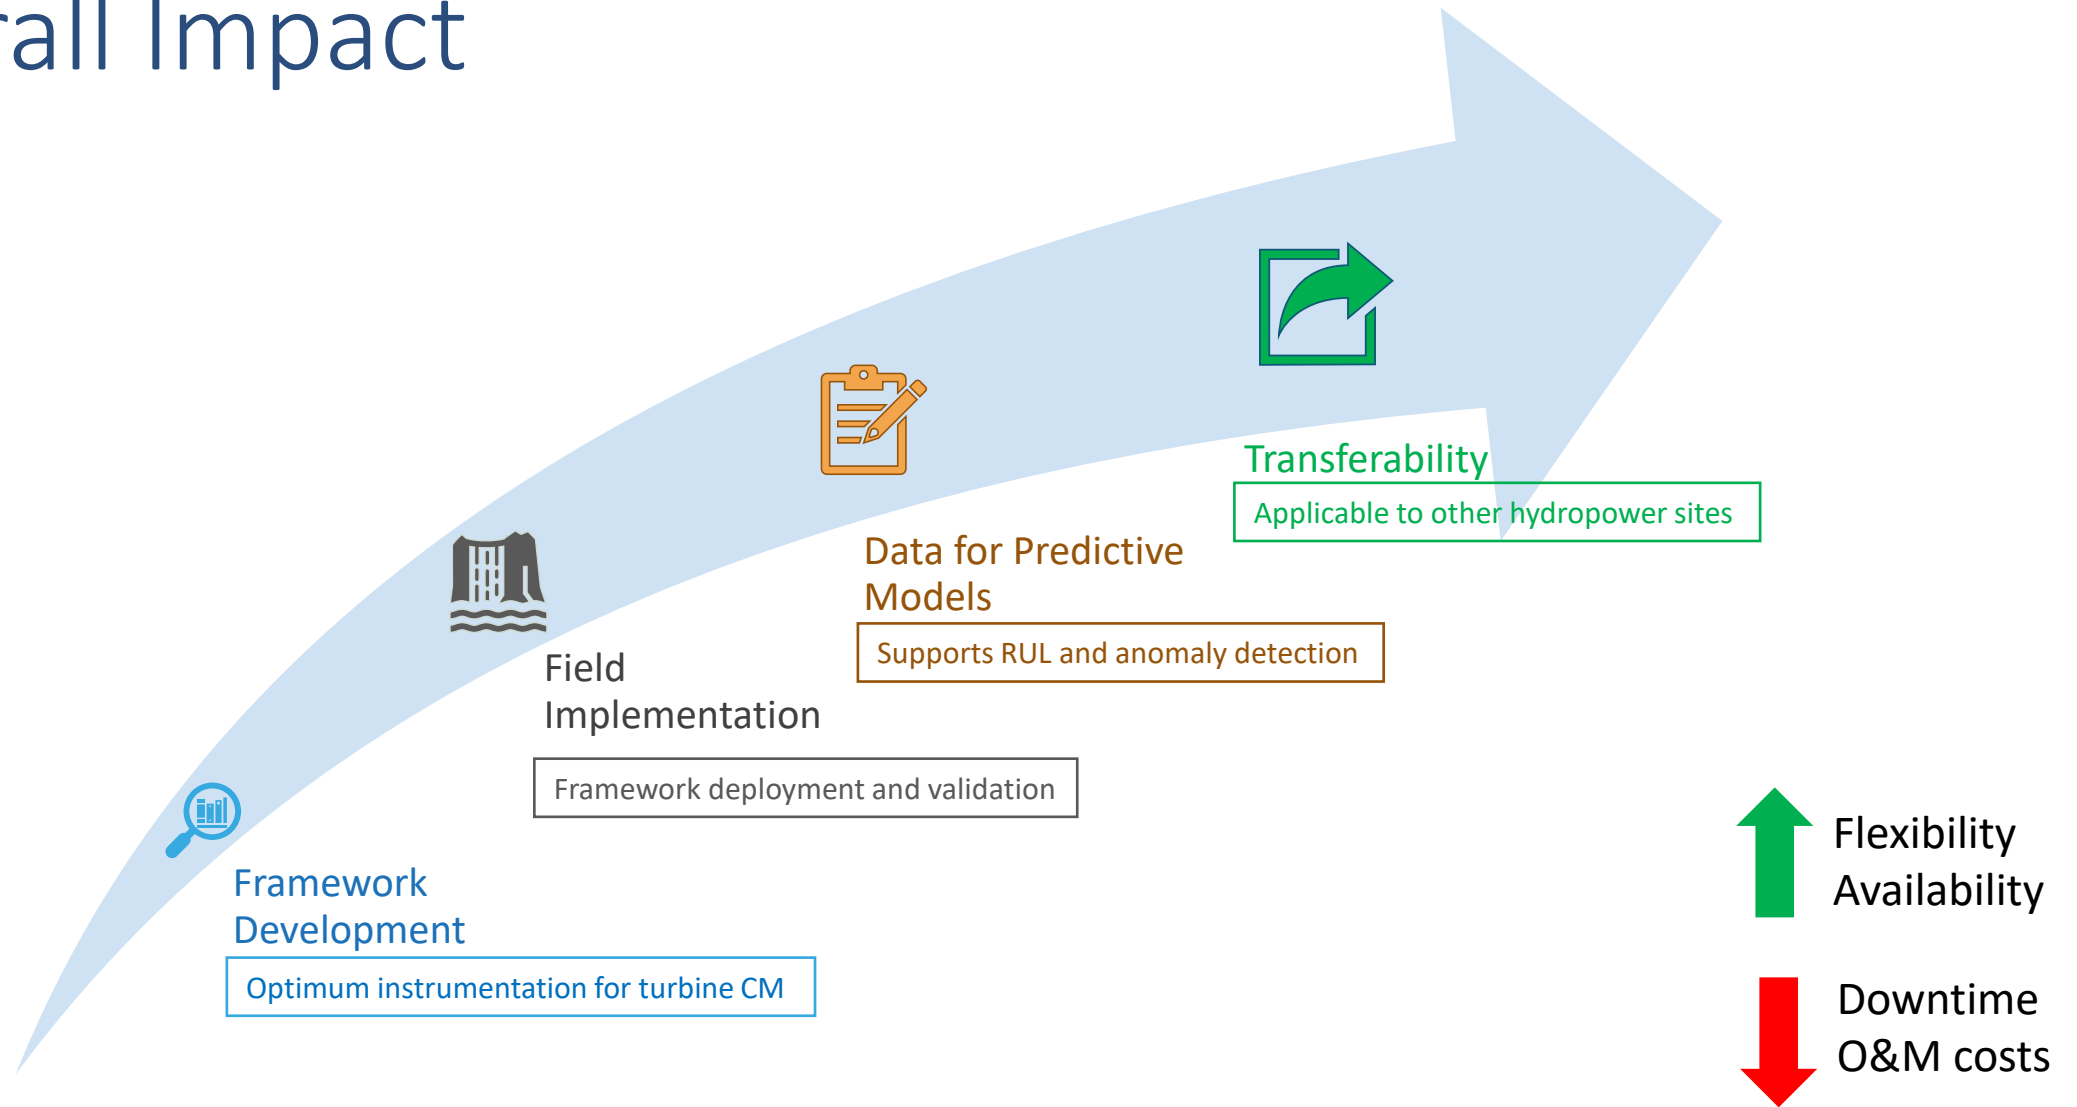 rall Impact
Transferability
Applicable to other hydropower sites
Data for Predictive
Models
Supports RUL and anomaly detection
Field
Implementation
Framework deployment and validation
Framework
Development
Optimum instrumentation for turbine CM
Flexibility
Availability
Downtime
O&M costs